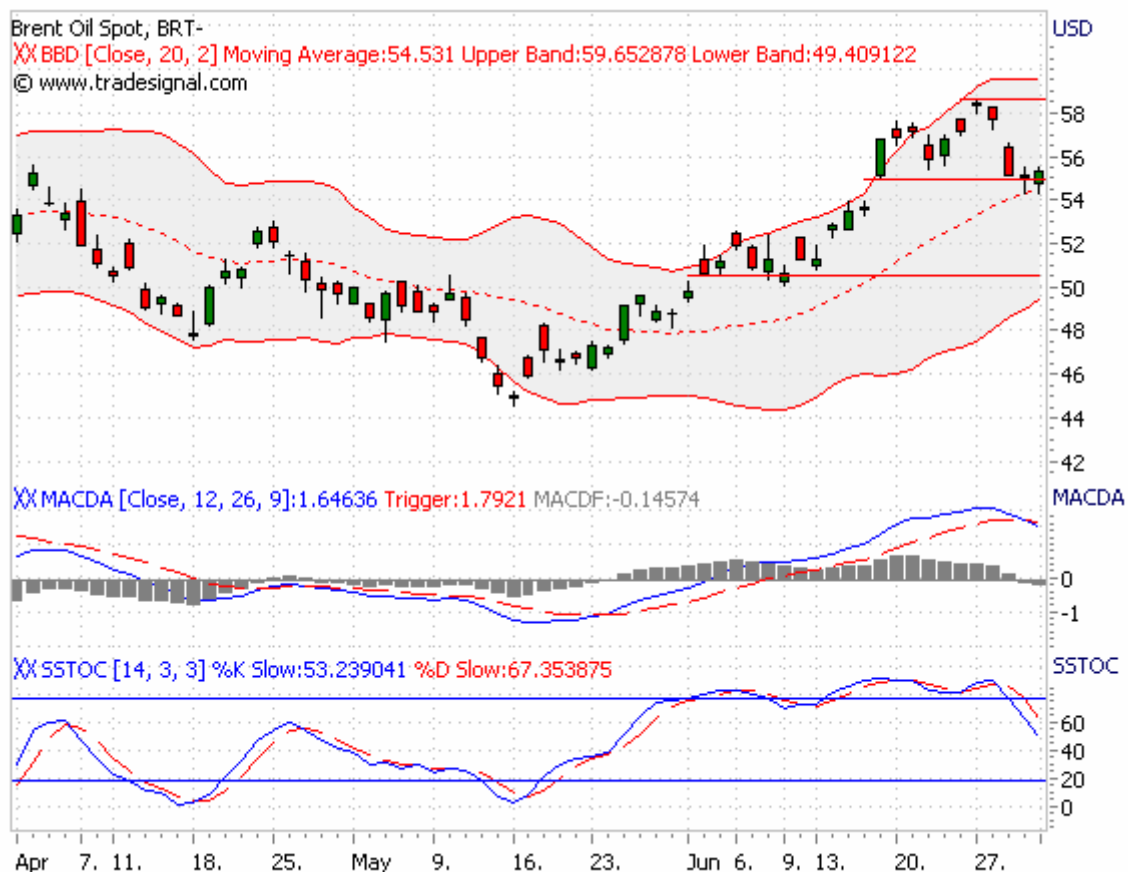 Brent Oil Spot, BRT-
USD
XX BBD [Close, 20, 2] Moving Average:54.531 Upper Band:59.652878 Lower Band:49.409122
© www.tradesignal.com
58
56
54
52
50
48
46
44
42
XX MACDA [Close, 12, 26, 9]:1.64636 Trigger:1.7921 MACDF:-0.14574
MACDA
0
-1
XX SSTOC [14, 3, 3] %K Slow:53.239041 %D Slow:67.353875
SSTOC
60
40
20
0
Apr 7. 11. 18. 25. May 9. 16. 23. Jun 6. 9. 13. 20. 27.